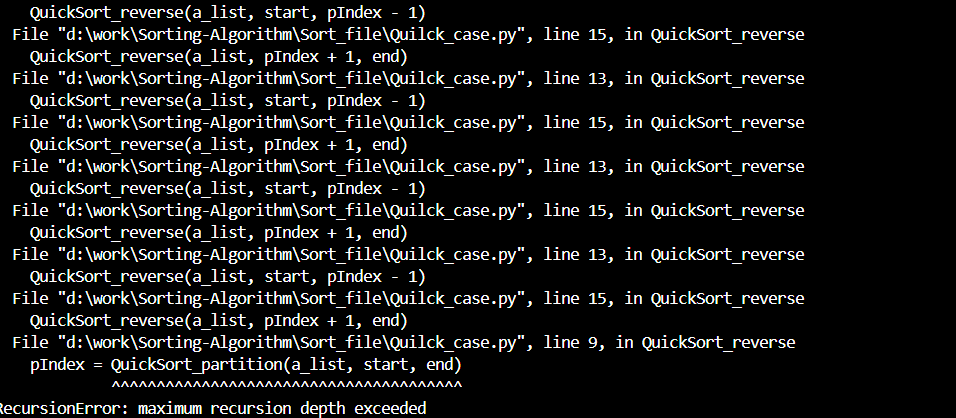 QuickSort_reverse(a_list, start, pIndex - 1)
File "d:\work\Sorting-Algorithm\Sort_file\Quilck_case.py", line 15, in QuickSort_reverse
QuickSort_reverse(a_list, pIndex + 1, end)
File "d:\work\Sorting-Algorithm\Sort_file\Quilck_case.py", line 13, in QuickSort_reverse
QuickSort_reverse(a_list, start, pIndex - 1)
File "d:\work\Sorting-Algorithm\Sort_file\Quilck_case.py", line 15, in QuickSort_reverse
QuickSort_reverse(a_list, pIndex + 1, end)
File "d:\work\Sorting-Algorithm\Sort_file\Quilck_case.py", line 13, in QuickSort_reverse
QuickSort_reverse(a_list, start, pIndex - 1)
File "d:\work\Sorting-Algorithm\Sort_file\Quilck_case.py", line 15, in QuickSort_reverse
QuickSort_reverse(a_list, pIndex + 1, end)
File "d:\work\Sorting-Algorithm\Sort_file\Quilck_case.py", line 13, in QuickSort_reverse
QuickSort_reverse(a_list, start, pIndex - 1)
File "d:\work\Sorting-Algorithm\Sort_file\Quilck_case.py", line 15, in QuickSort_reverse
QuickSort_reverse(a_list, pIndex + 1, end)
File "d:\work\Sorting-Algorithm\Sort_file\Quilck_case.py", line 9, in QuickSort_reverse
pIndex = QuickSort_partition(a_list, start, end)
^^^^^^^^^^^^^^^^^^^^^^^^^^^^^^^^^^^^^^^
RecursionError: maximum recursion depth exceeded